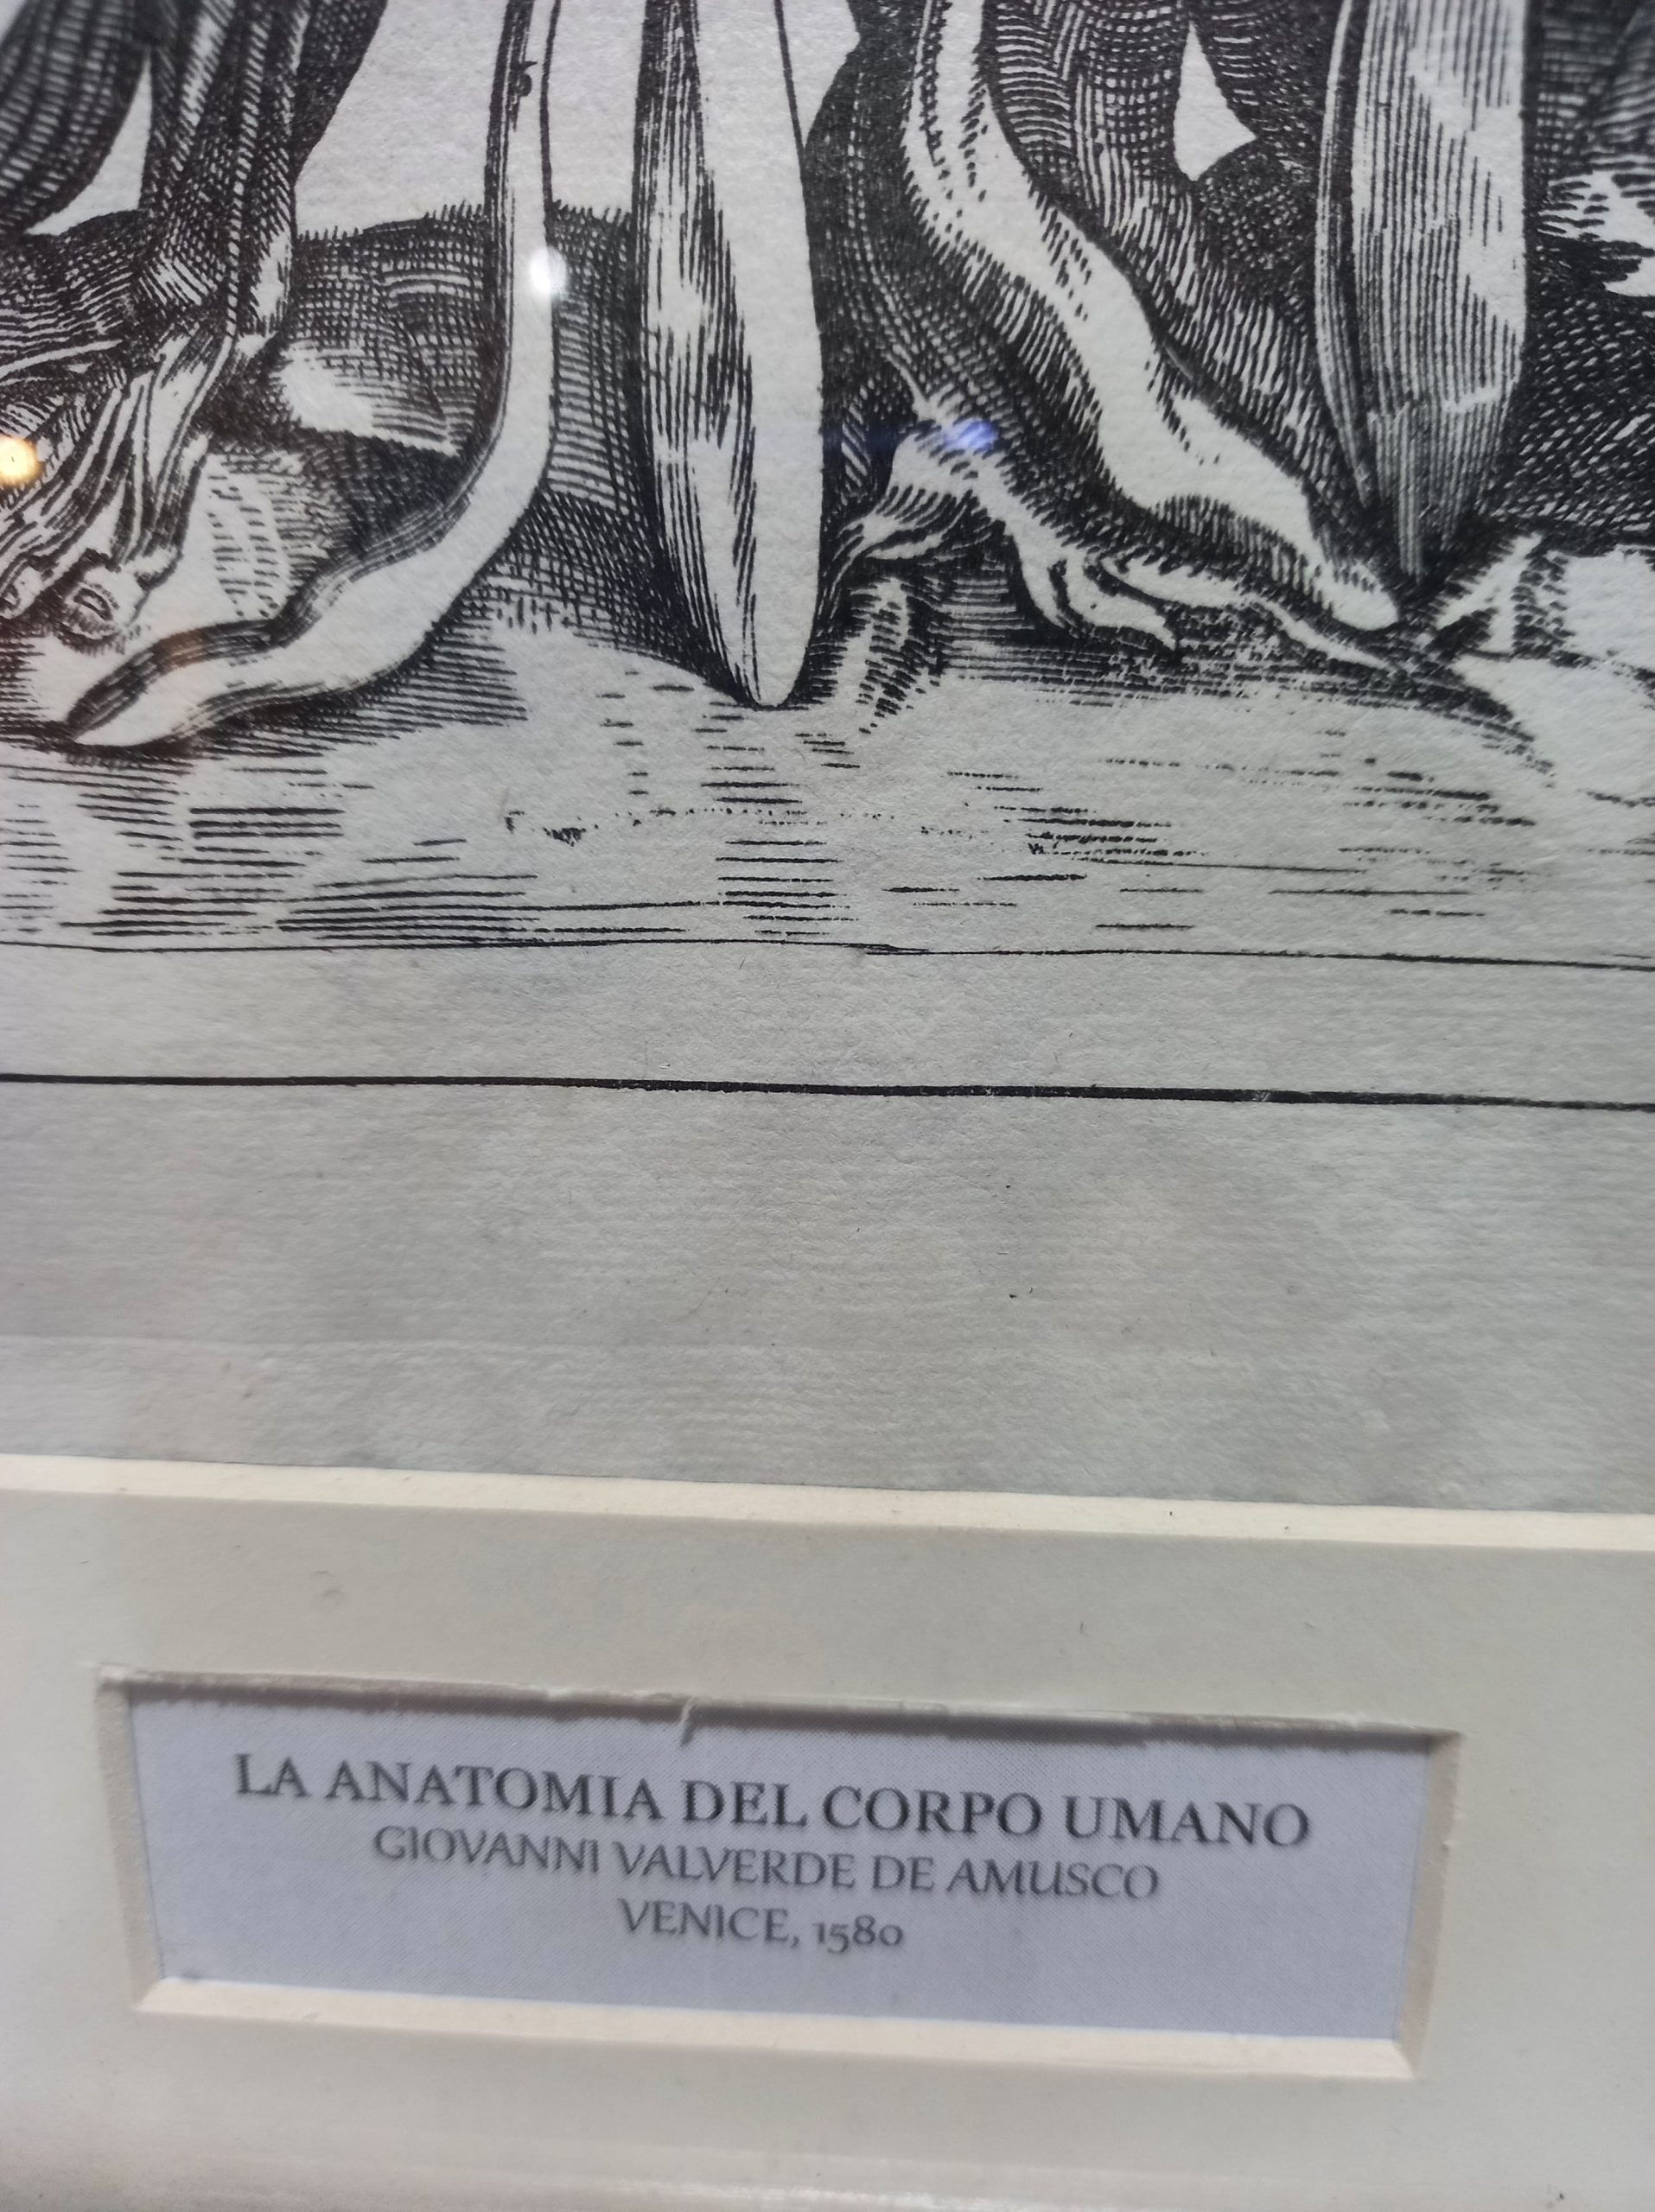 LA ANATOMIA DEL CORPO UMANO
GIOVANNI VALVERDE DE AMUSCO
VENICE, 1580